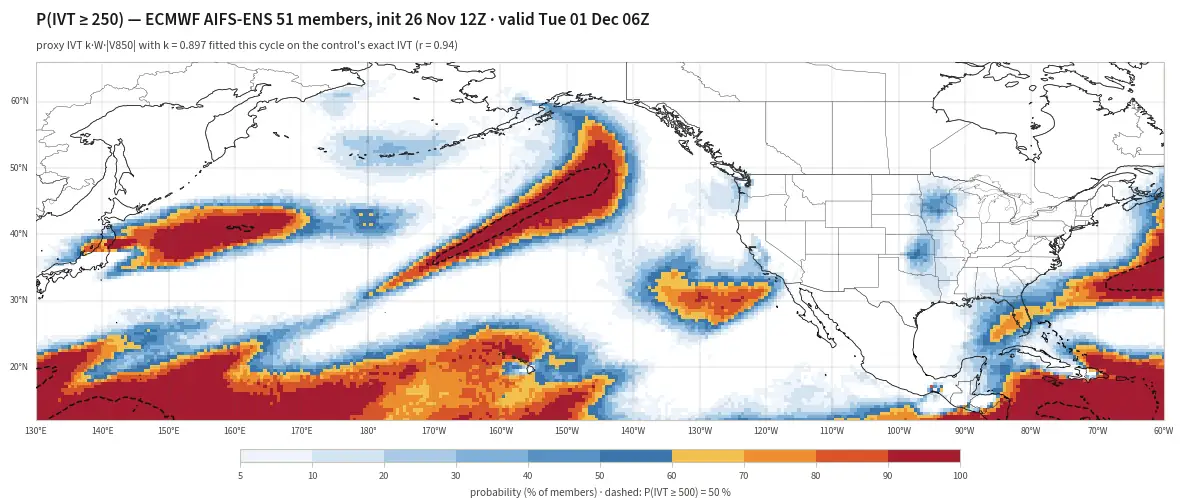 P(IVT ≥ 250) — ECMWF AIFS-ENS 51 members, init 26 Nov 12Z · valid Tue 01 Dec 06Z
proxy IVT k·W·|V850| with k = 0.897 fitted this cycle on the control's exact IVT (r = 0.94)
60°N
50°N
40°N
30°N
20°N
130°E 140°E 150°E 160°E 170°E 180° 170°W 160°W 150°W 140°W 130°W 120°W 110°W 100°W 90°W 80°W 70°W 60°W
5 10 20 30 40 50 60 70 80 90 100
probability (% of members) · dashed: P(IVT ≥ 500) = 50 %